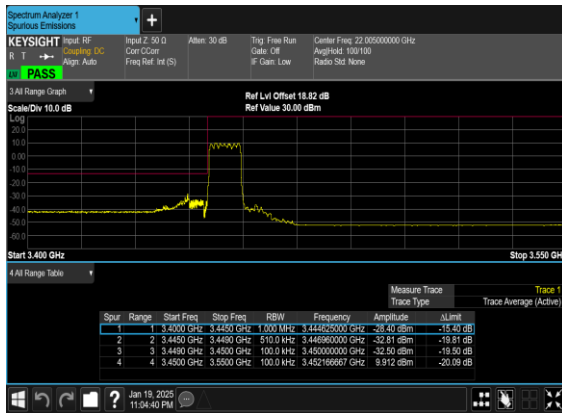 Spectrum Analyzer 1
Spurious Emissions
KEYSIGHT Input: RF Input Z: 50 Ω Atten: 30 dB Trig: Free Run Center Freq: 22.005000000 GHz
R T Coupling: DC Corr CCorr Gate: Off Avg|Hold: 100/100
Align: Auto Freq Ref: Int (S) IF Gain: Low Radio Std: None
PASS
3 All Range Graph Ref Lvl Offset 18.82 dB
Scale/Div 10.0 dB Ref Value 30.00 dBm
Log
20.0
10.0
0.00
-10.0
-20.0
-30.0
-40.0
-50.0
-60.0
Start 3.400 GHz Stop 3.550 GH
4 All Range Table
Measure Trace Trace 1
Trace Type Trace Average (Active)
Spur Range Start Freq Stop Freq RBW Frequency Amplitude ΔLimit
1 1 3.4000 GHz 3.4450 GHz 1.000 MHz 3.444625000 GHz -28.40 dBm -15.40 dB
2 2 3.4450 GHz 3.4490 GHz 510.0 kHz 3.446960000 GHz -32.81 dBm -19.81 dB
3 3 3.4490 GHz 3.4500 GHz 100.0 kHz 3.450000000 GHz -32.50 dBm -19.50 dB
4 4 3.4500 GHz 3.5500 GHz 100.0 kHz 3.452166667 GHz 9.912 dBm -20.09 dB
Jan 19, 2025
11:04:40 PM